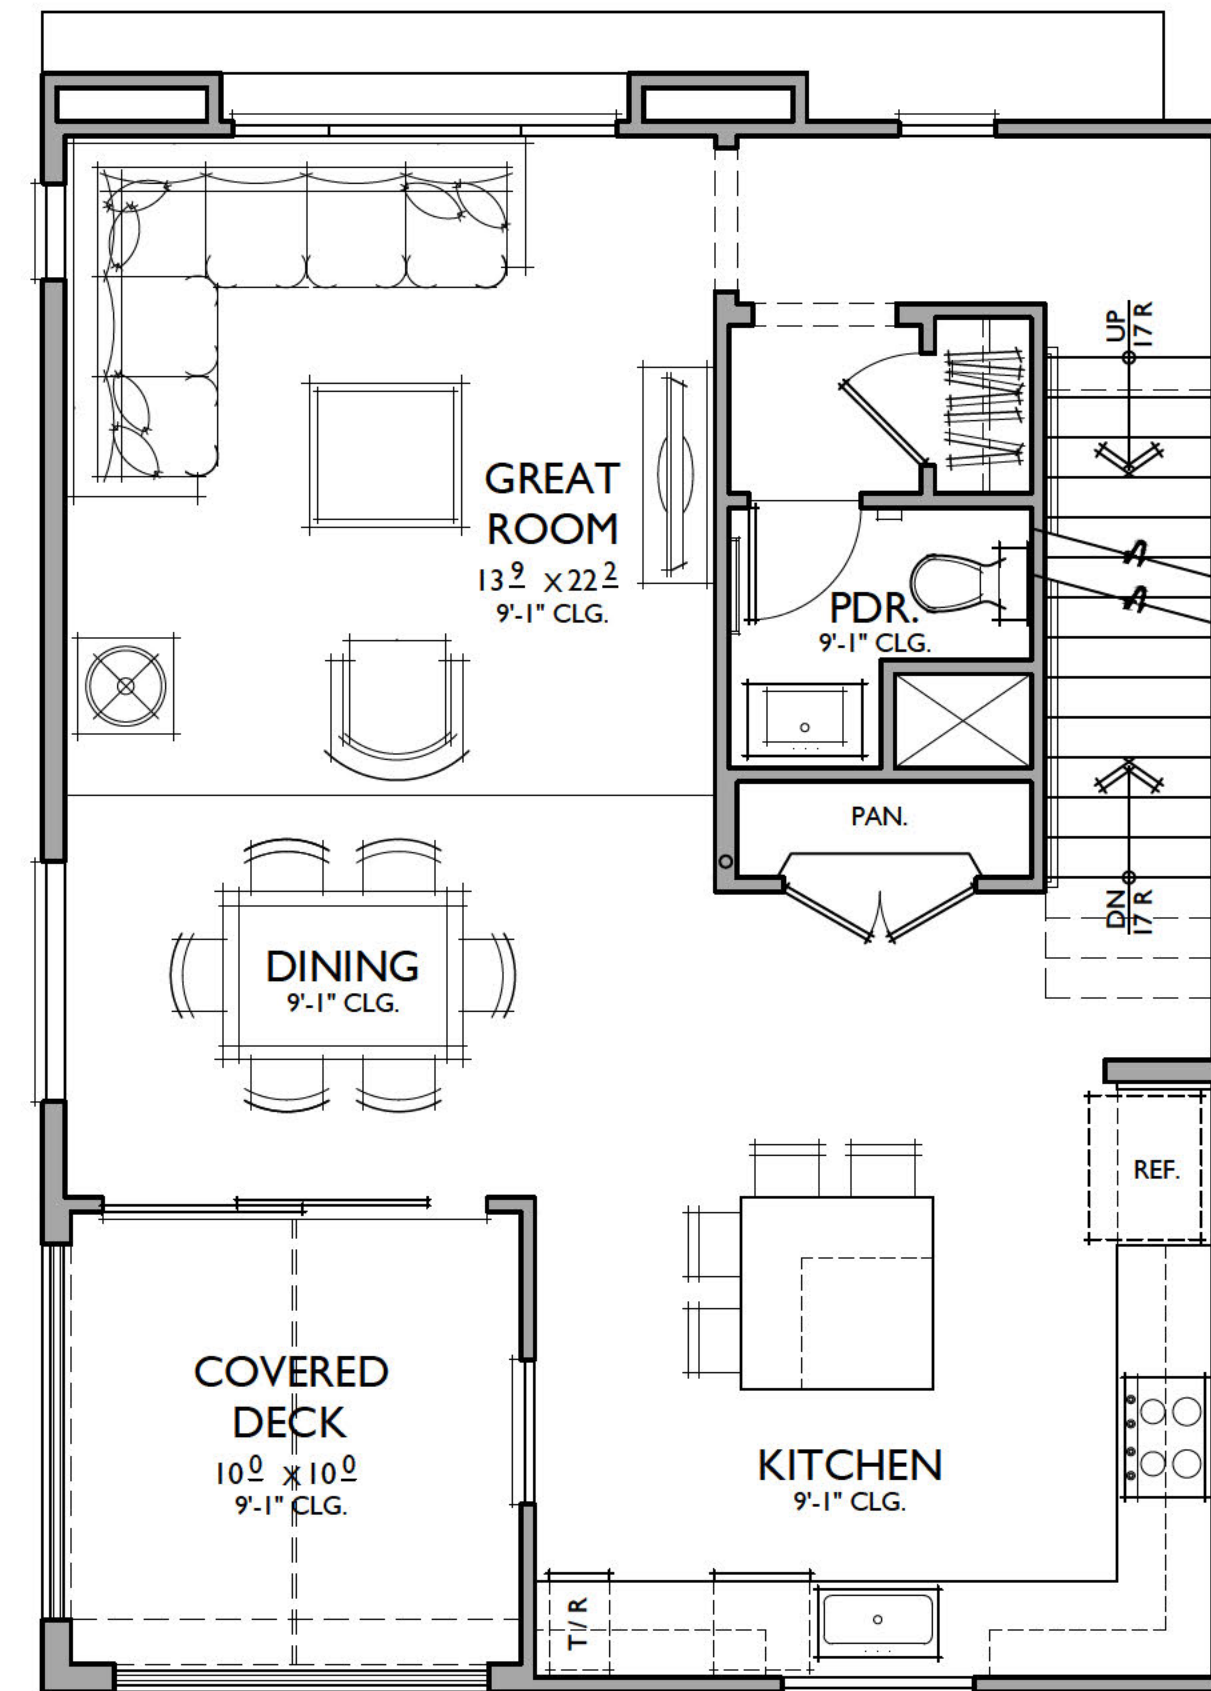 UP
17 R
GREAT
ROOM
13 9 X 22 2
9'-1" CLG.
PDR.
9'-1" CLG.
PAN.
DN
17 R
DINING
9'-1" CLG.
REF.
COVERED
DECK
10 0 X 10 0
9'-1" CLG.
KITCHEN
9'-1" CLG.
T / R